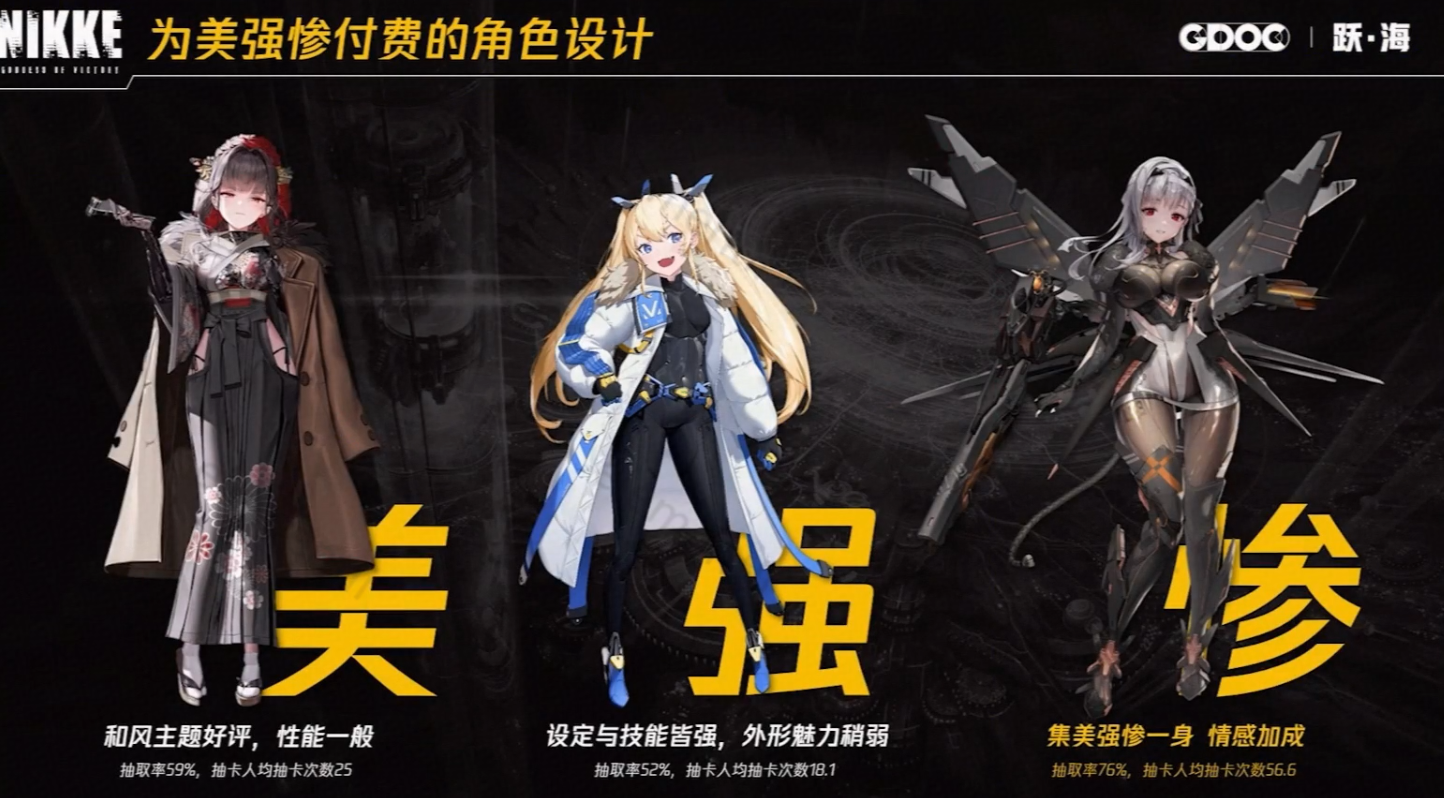 NIKKE
GODDESS OF VICTORY
为美强惨付费的角色设计
GDOC | 跃·海
美
强
惨
和风主题好评，性能一般
抽取率59%，抽卡人均抽卡次数25
设定与技能皆强，外形魅力稍弱
抽取率52%，抽卡人均抽卡次数18.1
集美强惨一身 情感加成
抽取率76%，抽卡人均抽卡次数56.6